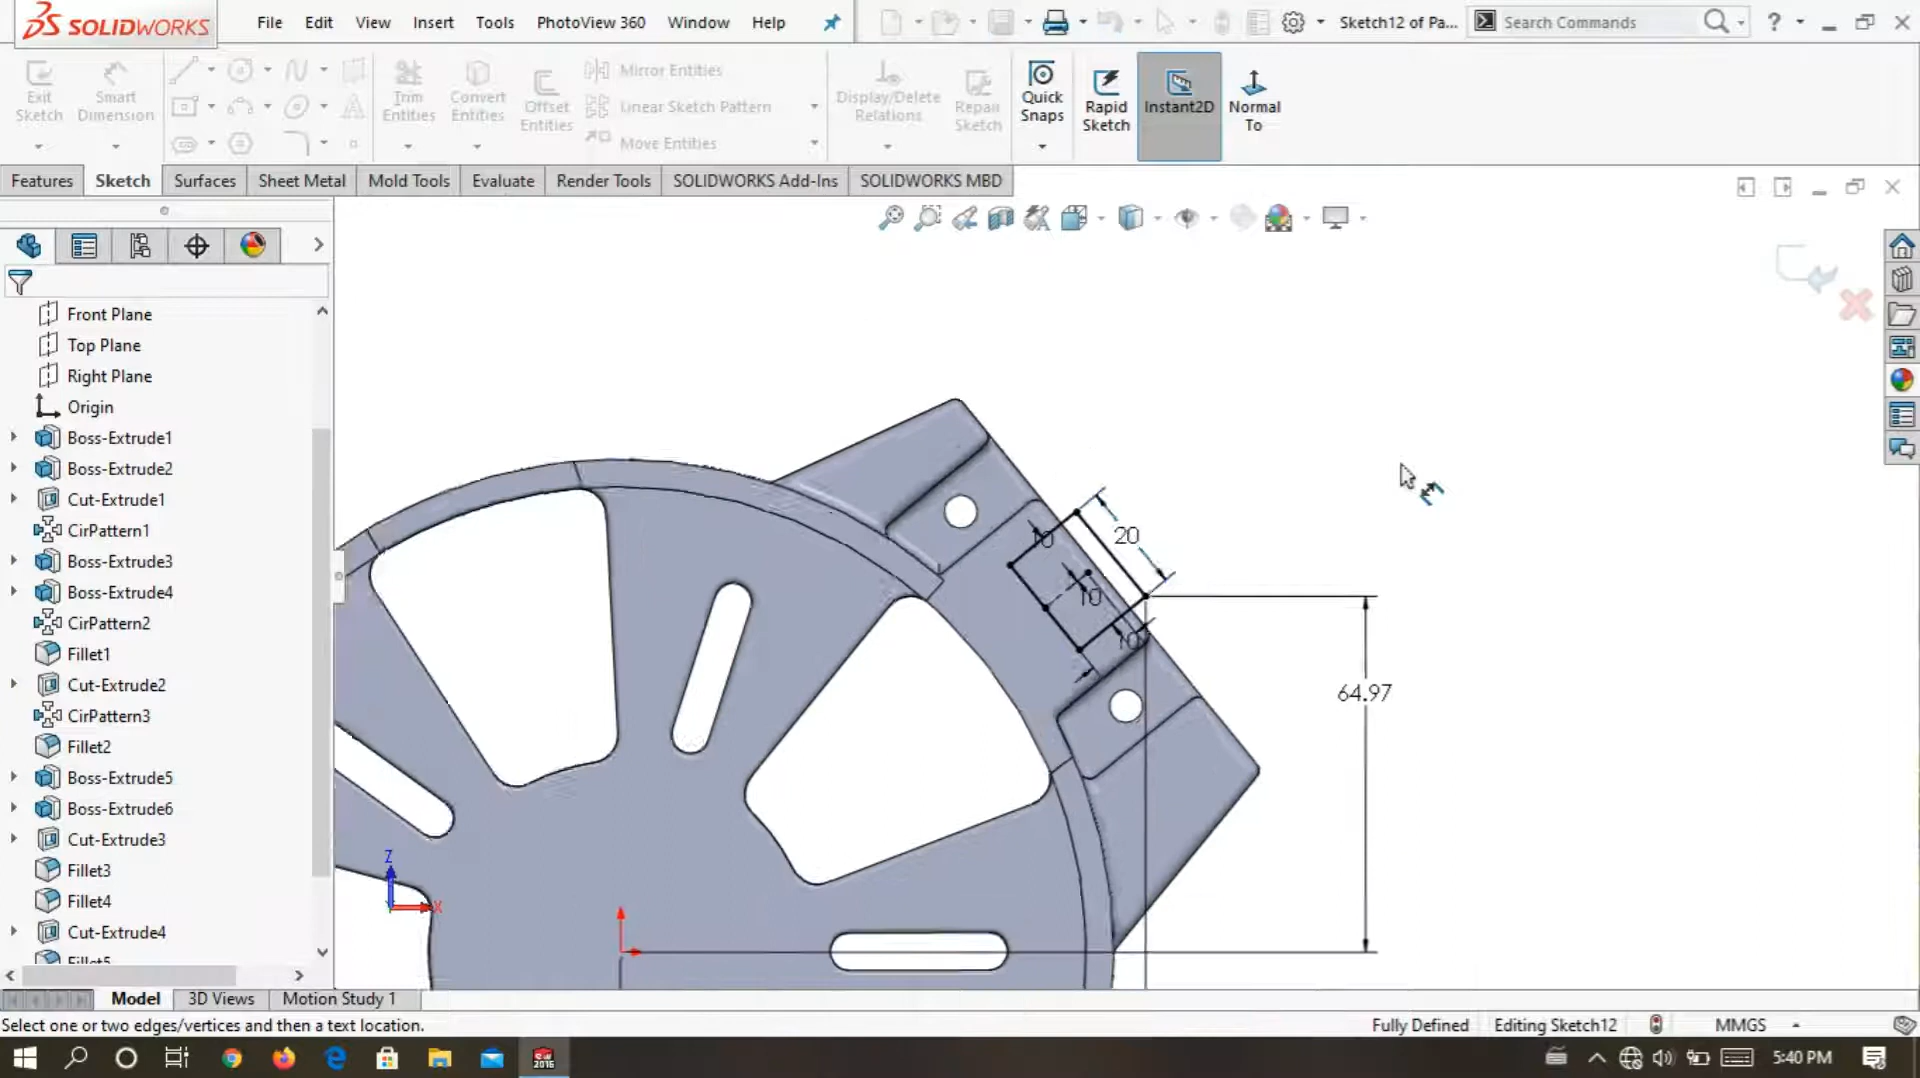 SOLIDWORKS
File Edit View Insert Tools PhotoView 360 Window Help
Sketch12 of Pa...
Search Commands
?
Exit Sketch
Smart Dimension
Trim Entities
Convert Entities
Offset Entities
Mirror Entities
Linear Sketch Pattern
Move Entities
Display/Delete Relations
Repair Sketch
Quick Snaps
Rapid Sketch
Instant2D
Normal To
Features Sketch Surfaces Sheet Metal Mold Tools Evaluate Render Tools SOLIDWORKS Add-Ins SOLIDWORKS MBD
Front Plane
Top Plane
Right Plane
Origin
Boss-Extrude1
Boss-Extrude2
Cut-Extrude1
CirPattern1
Boss-Extrude3
Boss-Extrude4
CirPattern2
Fillet1
Cut-Extrude2
CirPattern3
Fillet2
Boss-Extrude5
Boss-Extrude6
Cut-Extrude3
Fillet3
Fillet4
Cut-Extrude4
Fillet5
20
10
10
10
64.97
Z
X
Model 3D Views Motion Study 1
Select one or two edges/vertices and then a text location.
Fully Defined Editing Sketch12 MMGS
SW 2016
5:40 PM